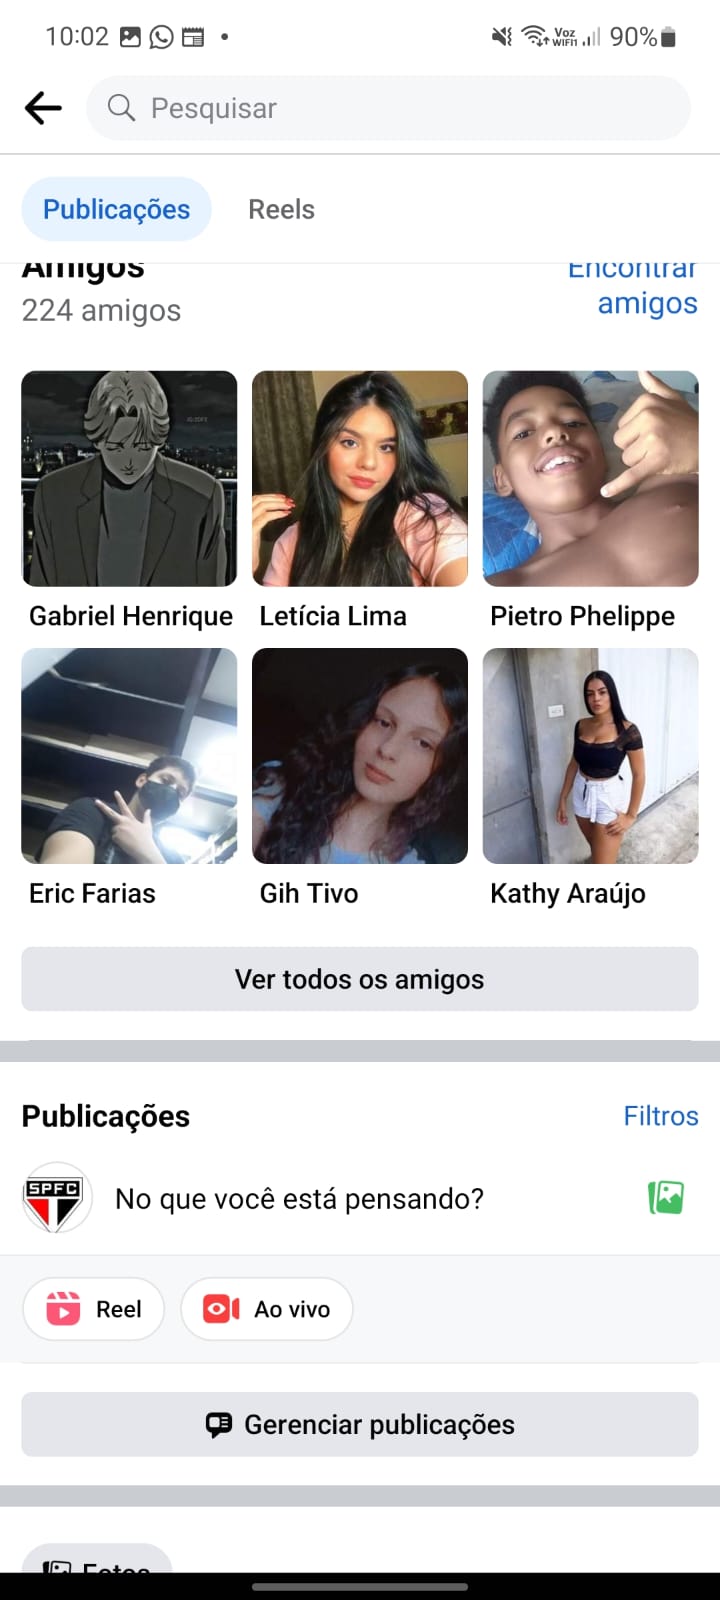 10:02
Voz
WIFI1
90%
Pesquisar
Publicações
Reels
Amigos
Encontrar
amigos
224 amigos
Gabriel Henrique
Letícia Lima
Pietro Phelippe
Eric Farias
Gih Tivo
Kathy Araújo
Ver todos os amigos
Publicações
Filtros
SPFC
No que você está pensando?
Reel
Ao vivo
Gerenciar publicações
Fotos